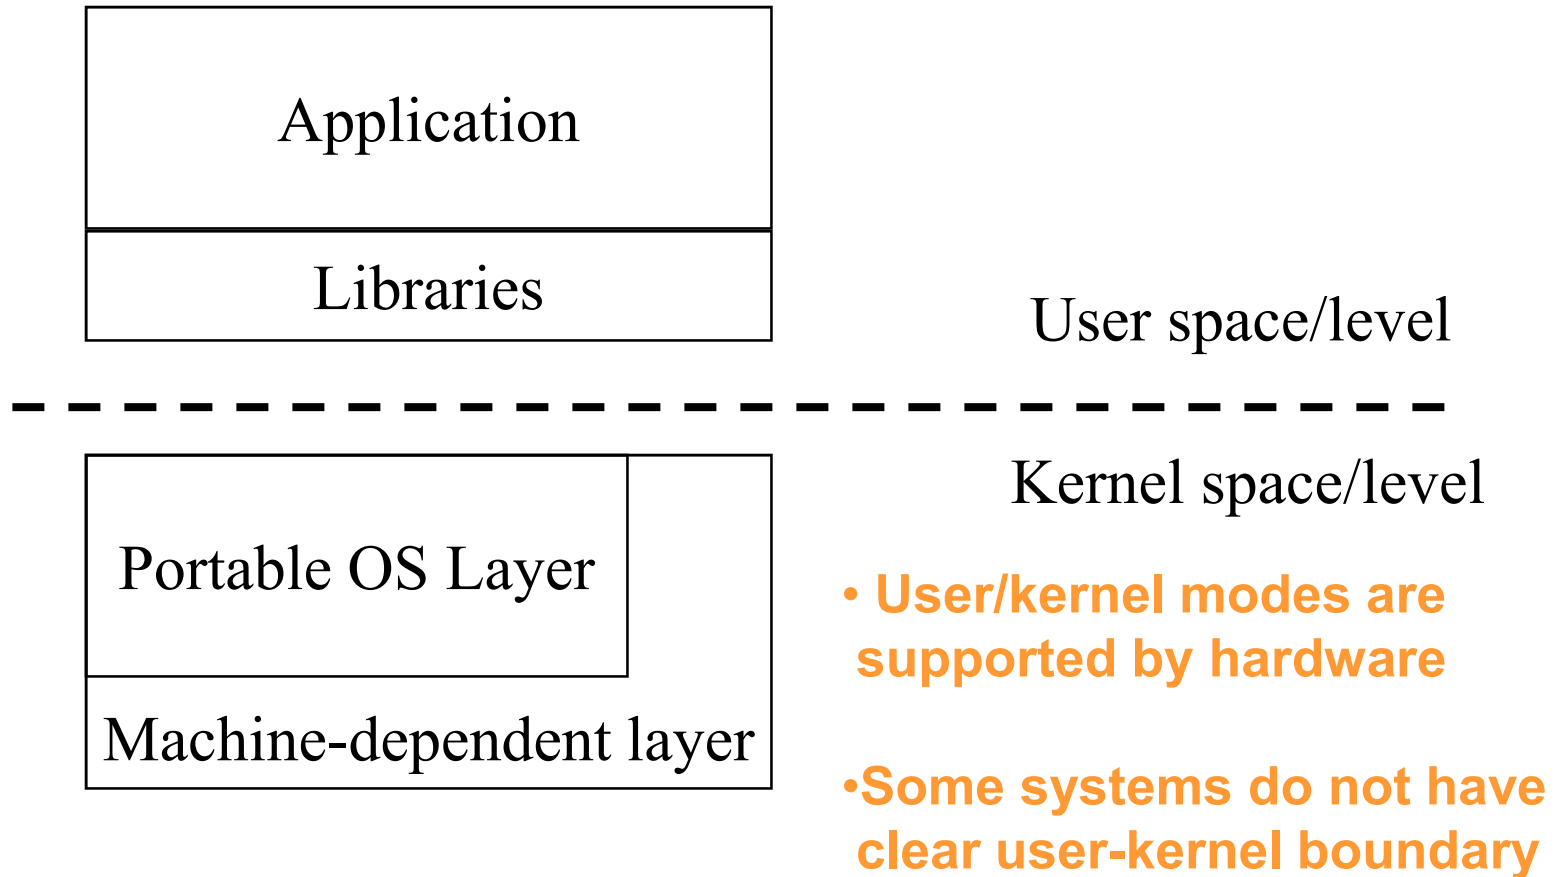 Application
Libraries
User space/level
Kernel space/level
Portable OS Layer
Machine-dependent layer
• User/kernel modes are
supported by hardware
•Some systems do not have
clear user-kernel boundary